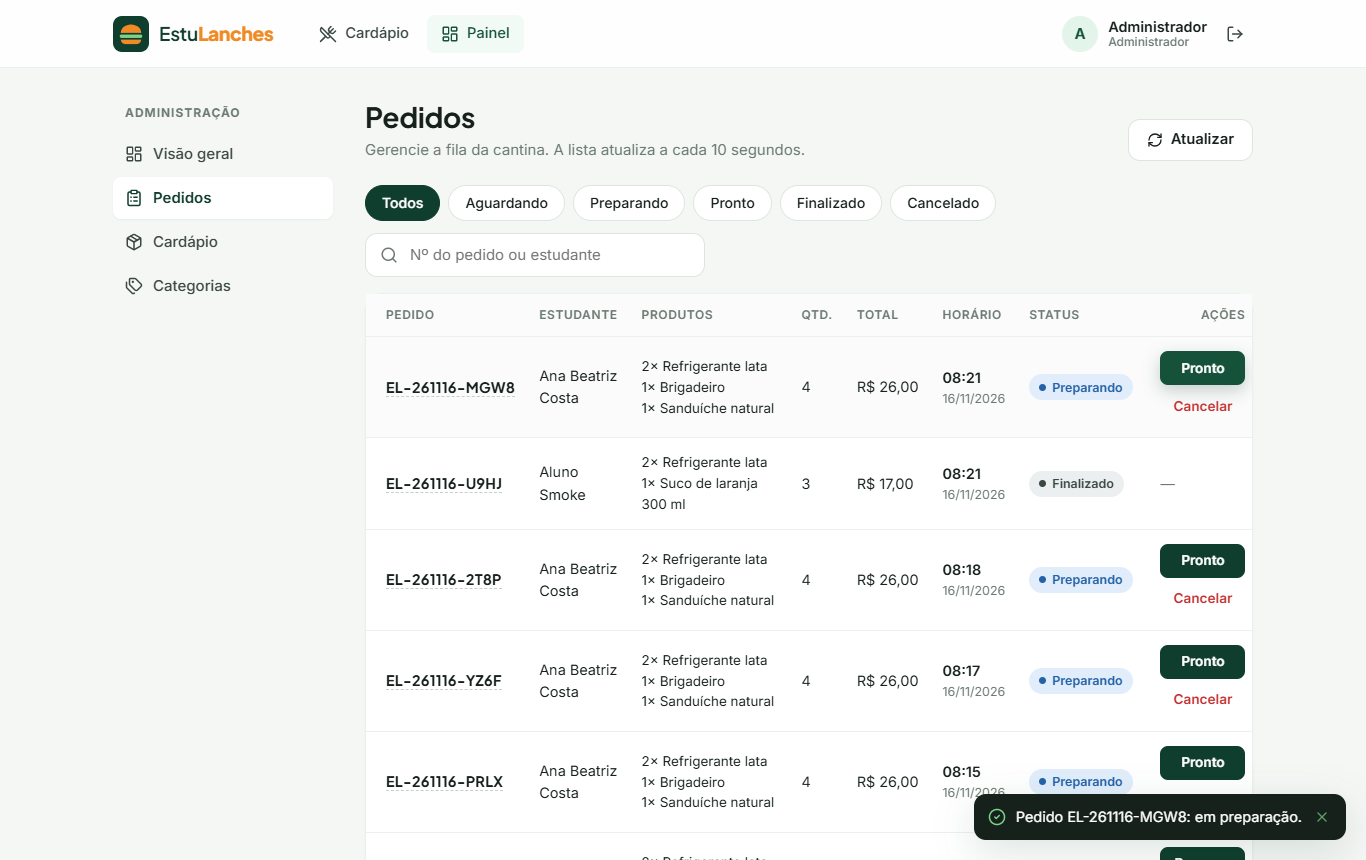 EstuLanches
Cardápio
Painel
A
Administrador
Administrador
ADMINISTRAÇÃO
Visão geral
Pedidos
Cardápio
Categorias
Pedidos
Gerencie a fila da cantina. A lista atualiza a cada 10 segundos.
Atualizar
Todos
Aguardando
Preparando
Pronto
Finalizado
Cancelado
Nº do pedido ou estudante
PEDIDO ESTUDANTE PRODUTOS QTD. TOTAL HORÁRIO STATUS AÇÕES
EL-261116-MGW8
Ana Beatriz
Costa
2× Refrigerante lata
1× Brigadeiro
1× Sanduíche natural
4
R$ 26,00
08:21
16/11/2026
Preparando
Pronto
Cancelar
EL-261116-U9HJ
Aluno
Smoke
2× Refrigerante lata
1× Suco de laranja
300 ml
3
R$ 17,00
08:21
16/11/2026
Finalizado
—
EL-261116-2T8P
Ana Beatriz
Costa
2× Refrigerante lata
1× Brigadeiro
1× Sanduíche natural
4
R$ 26,00
08:18
16/11/2026
Preparando
Pronto
Cancelar
EL-261116-YZ6F
Ana Beatriz
Costa
2× Refrigerante lata
1× Brigadeiro
1× Sanduíche natural
4
R$ 26,00
08:17
16/11/2026
Preparando
Pronto
Cancelar
EL-261116-PRLX
Ana Beatriz
Costa
2× Refrigerante lata
1× Brigadeiro
1× Sanduíche natural
4
R$ 26,00
08:15
16/11/2026
Preparando
Pronto
Pedido EL-261116-MGW8: em preparação.